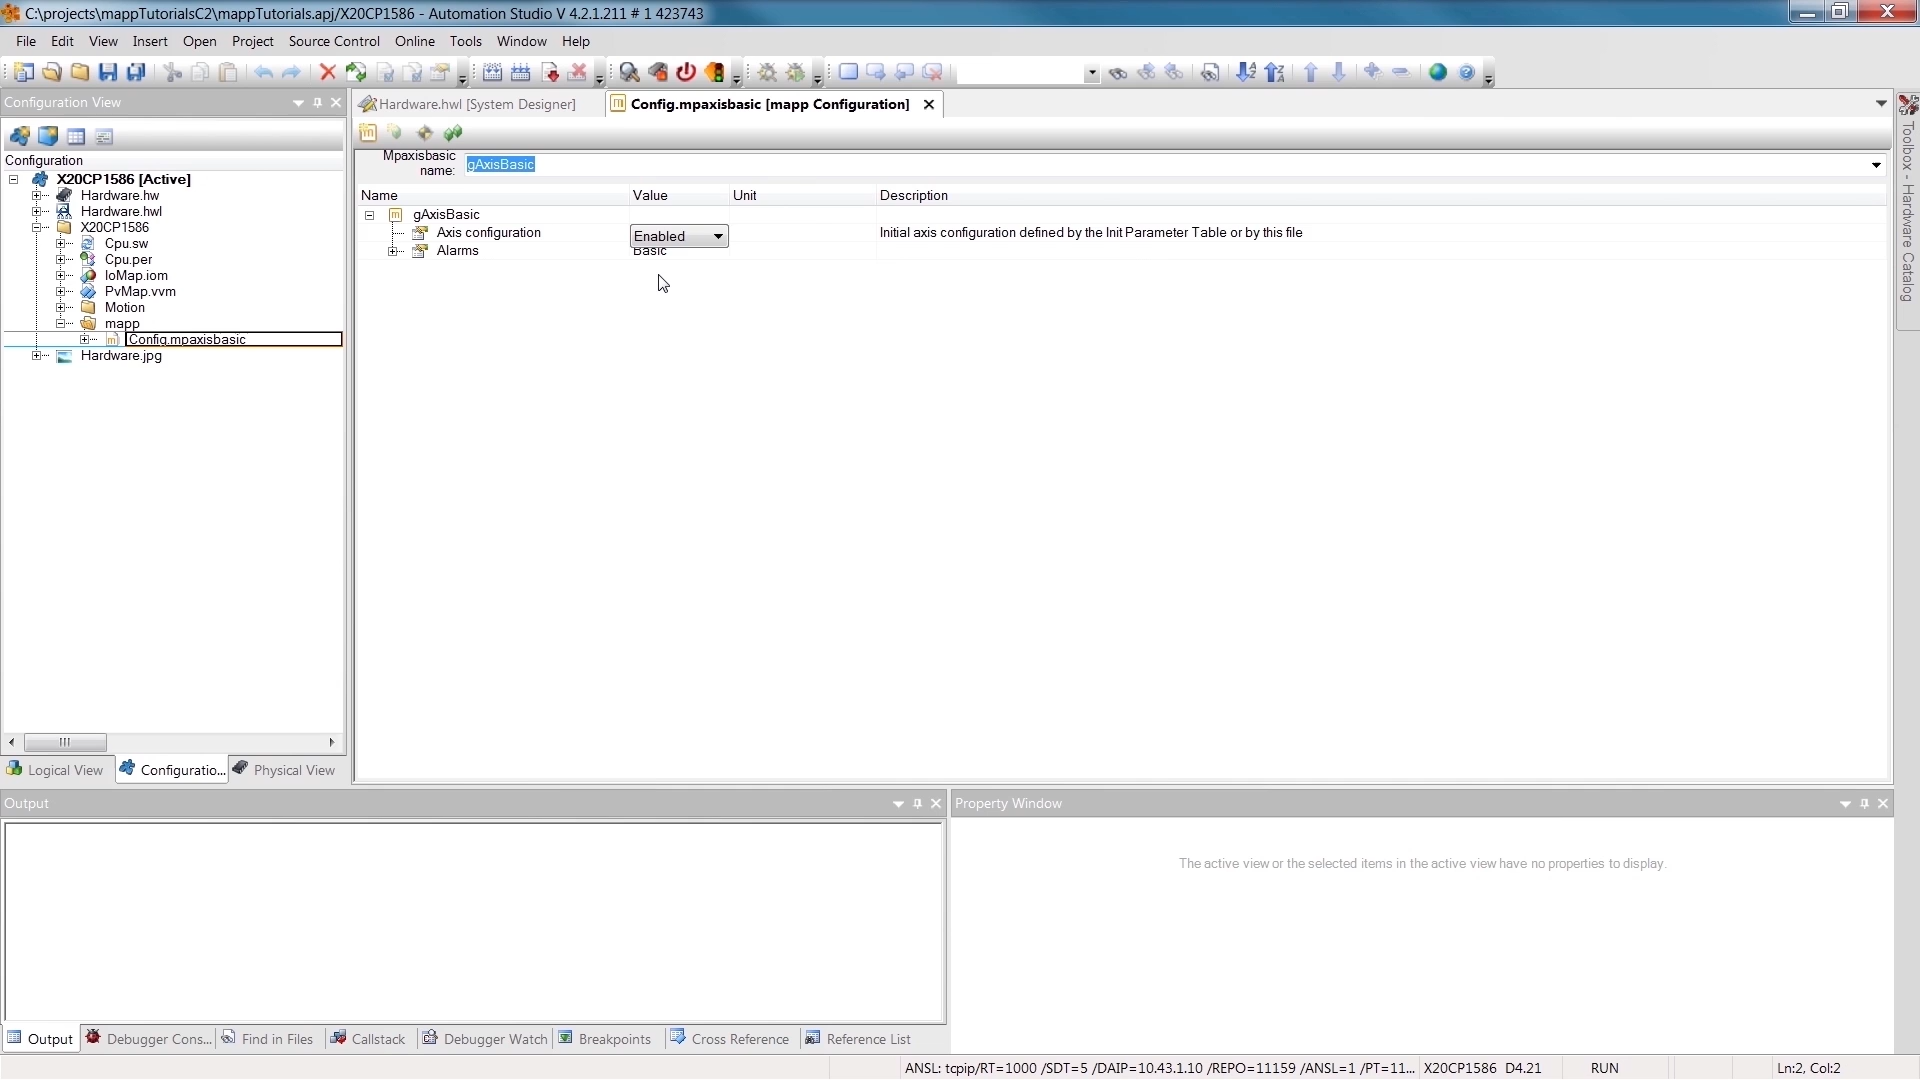 C:\projects\mappTutorialsC2\mappTutorials.apj/X20CP1586 - Automation Studio V 4.2.1.211 # 1 423743
File Edit View Insert Open Project Source Control Online Tools Window Help
Configuration View
Hardware.hwl [System Designer]
Config.mpaxisbasic [mapp Configuration]
Toolbox - Hardware Catalog
Mpaxisbasic name: gAxisBasic
Configuration
Name Value Unit Description
X20CP1586 [Active]
Hardware.hw
Hardware.hwl
X20CP1586
Cpu.sw
Cpu.per
IoMap.iom
PvMap.vvm
Motion
mapp
Config.mpaxisbasic
Hardware.jpg
gAxisBasic
Axis configuration Enabled Initial axis configuration defined by the Init Parameter Table or by this file
Alarms Basic
Logical View Configuratio... Physical View
Output
Property Window
The active view or the selected items in the active view have no properties to display.
Output Debugger Cons... Find in Files Callstack Debugger Watch Breakpoints Cross Reference Reference List
ANSL: tcpip/RT=1000 /SDT=5 /DAIP=10.43.1.10 /REPO=11159 /ANSL=1 /PT=11... X20CP1586 D4.21 RUN Ln:2, Col:2